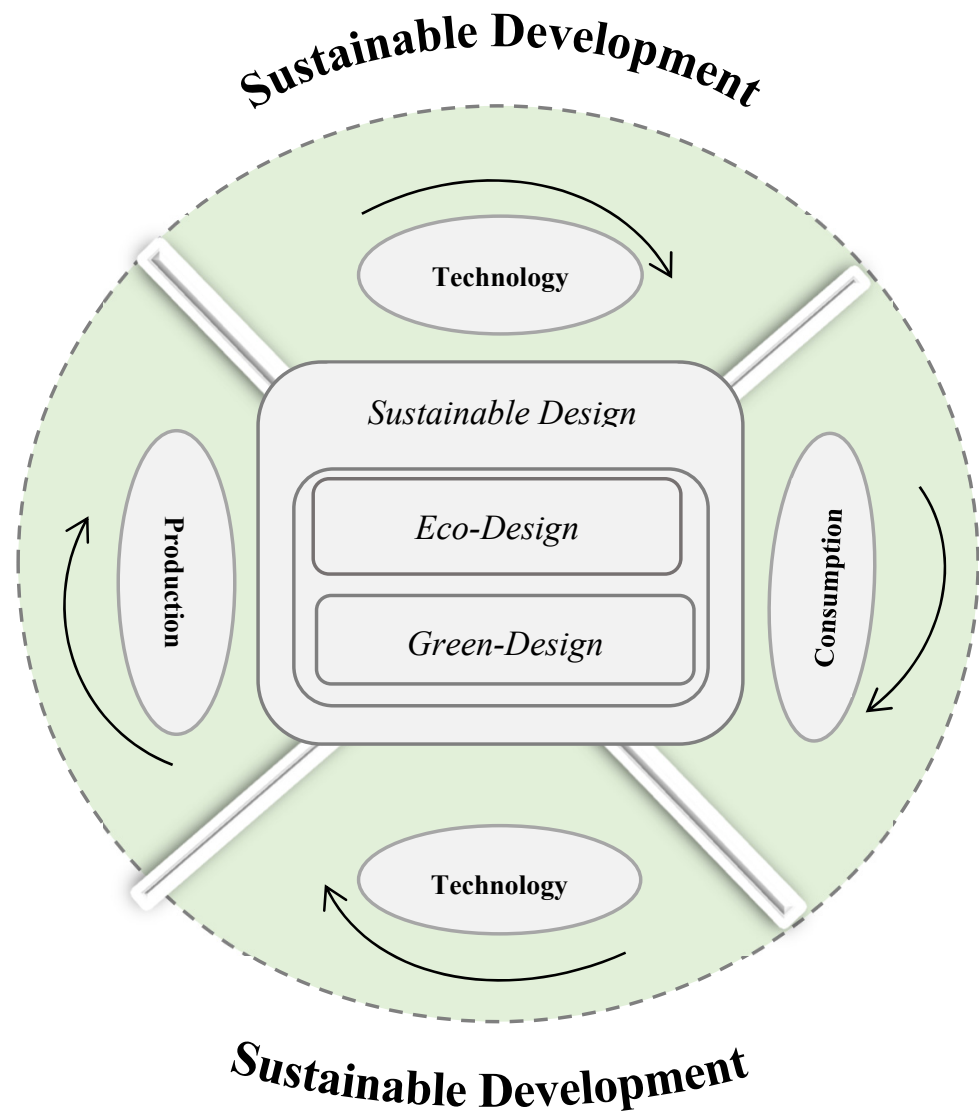 Sustainable Development
Technology
Sustainable Design
Eco-Design
Green-Design
Production
Consumption
Technology
Sustainable Development